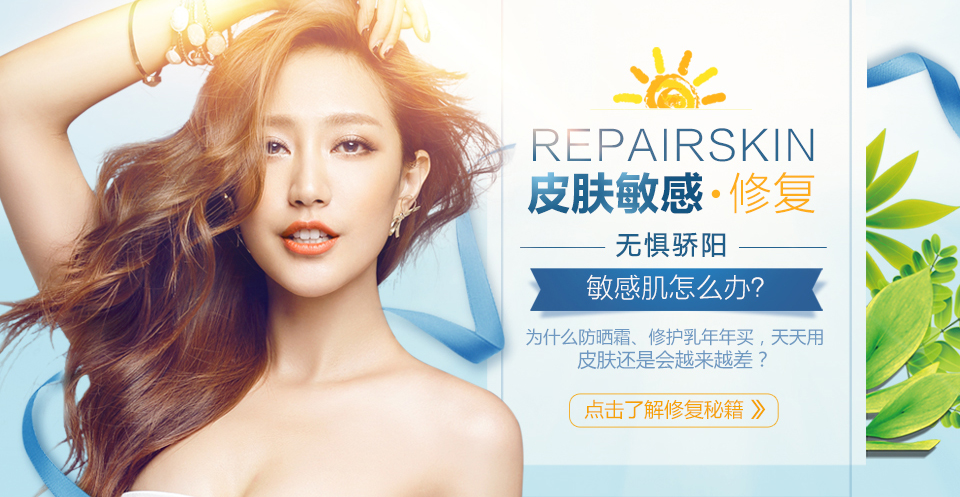 REPAIRSKIN
皮肤敏感·修复
无惧骄阳
敏感肌怎么办?
为什么防晒霜、修护乳年年买，天天用
皮肤还是会越来越差？
点击了解修复秘籍 》